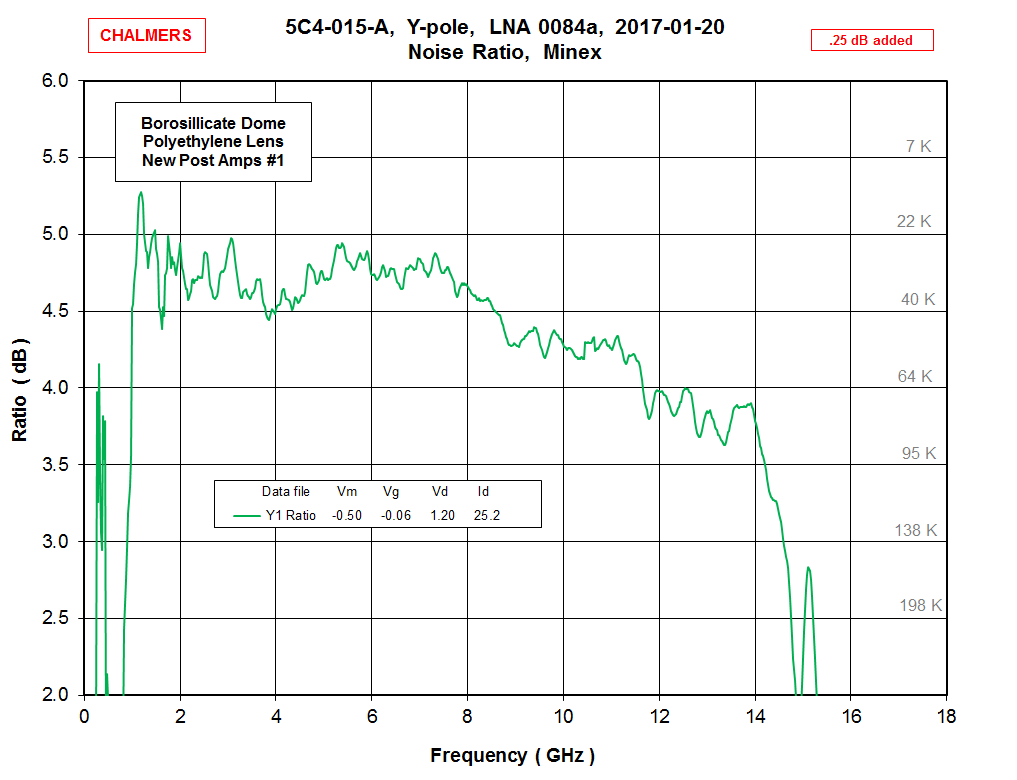 5C4-015-A, Y-pole, LNA 0084a, 2017-01-20
Noise Ratio, Minex
CHALMERS
.25 dB added
Borosillicate Dome
Polyethylene Lens
New Post Amps #1
6.0
5.5
5.0
4.5
4.0
3.5
3.0
2.5
2.0
Ratio ( dB )
7 K
22 K
40 K
64 K
95 K
138 K
198 K
Data file Vm Vg Vd Id
Y1 Ratio -0.50 -0.06 1.20 25.2
0 2 4 6 8 10 12 14 16 18
Frequency ( GHz )